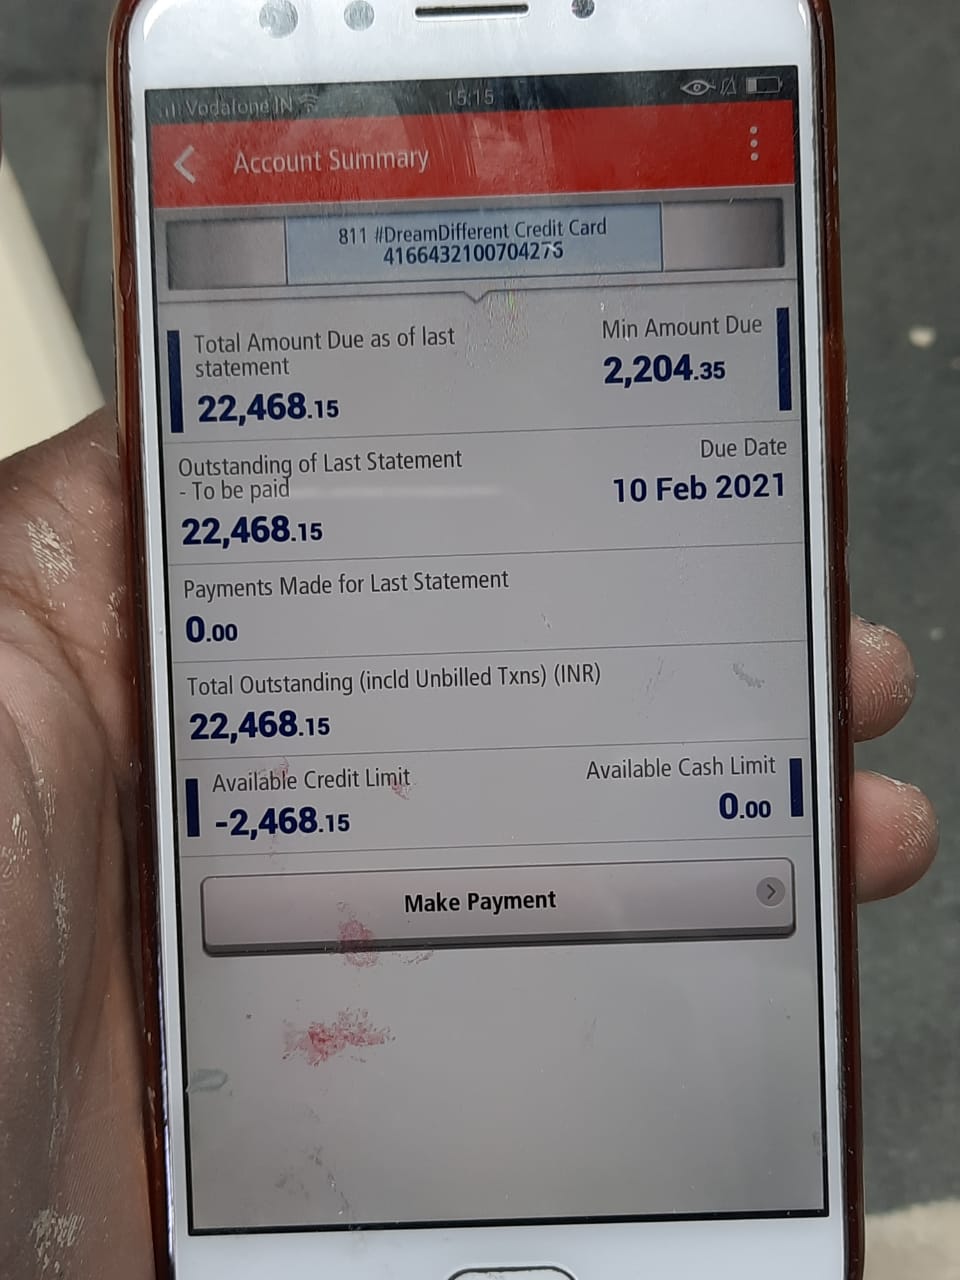 Vodafone IN 15:15
Account Summary
811 #DreamDifferent Credit Card
Total Amount Due as of last
statement
22,468.15
Min Amount Due
2,204.35
Outstanding of Last Statement
- To be paid
22,468.15
Due Date
10 Feb 2021
Payments Made for Last Statement
0.00
Total Outstanding (incld Unbilled Txns) (INR)
22,468.15
Available Credit Limit
-2,468.15
Available Cash Limit
0.00
Make Payment